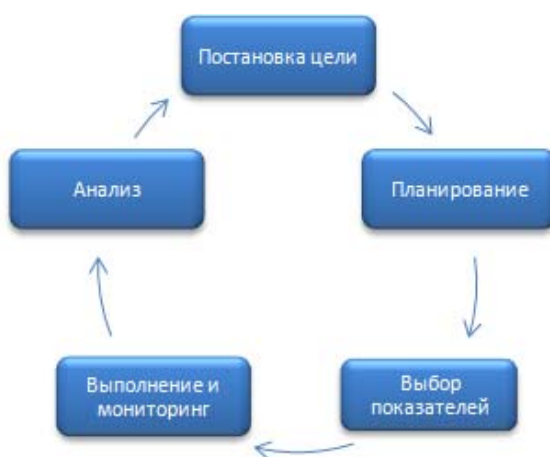 Постановка цели
Планирование
Выбор
показателей
Выполнение и
мониторинг
Анализ